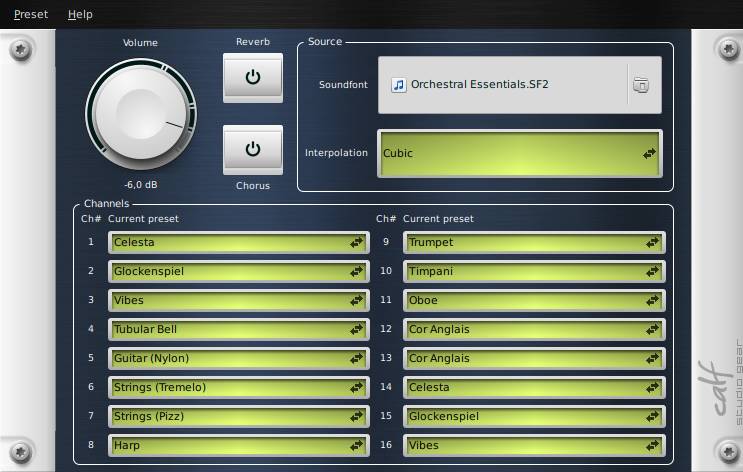 Preset Help
Volume
-6,0 dB
Reverb
Chorus
Source
Soundfont Orchestral Essentials.SF2
Interpolation Cubic
Channels
Ch# Current preset Ch# Current preset
1 Celesta 9 Trumpet
2 Glockenspiel 10 Timpani
3 Vibes 11 Oboe
4 Tubular Bell 12 Cor Anglais
5 Guitar (Nylon) 13 Cor Anglais
6 Strings (Tremelo) 14 Celesta
7 Strings (Pizz) 15 Glockenspiel
8 Harp 16 Vibes
calf
studio gear